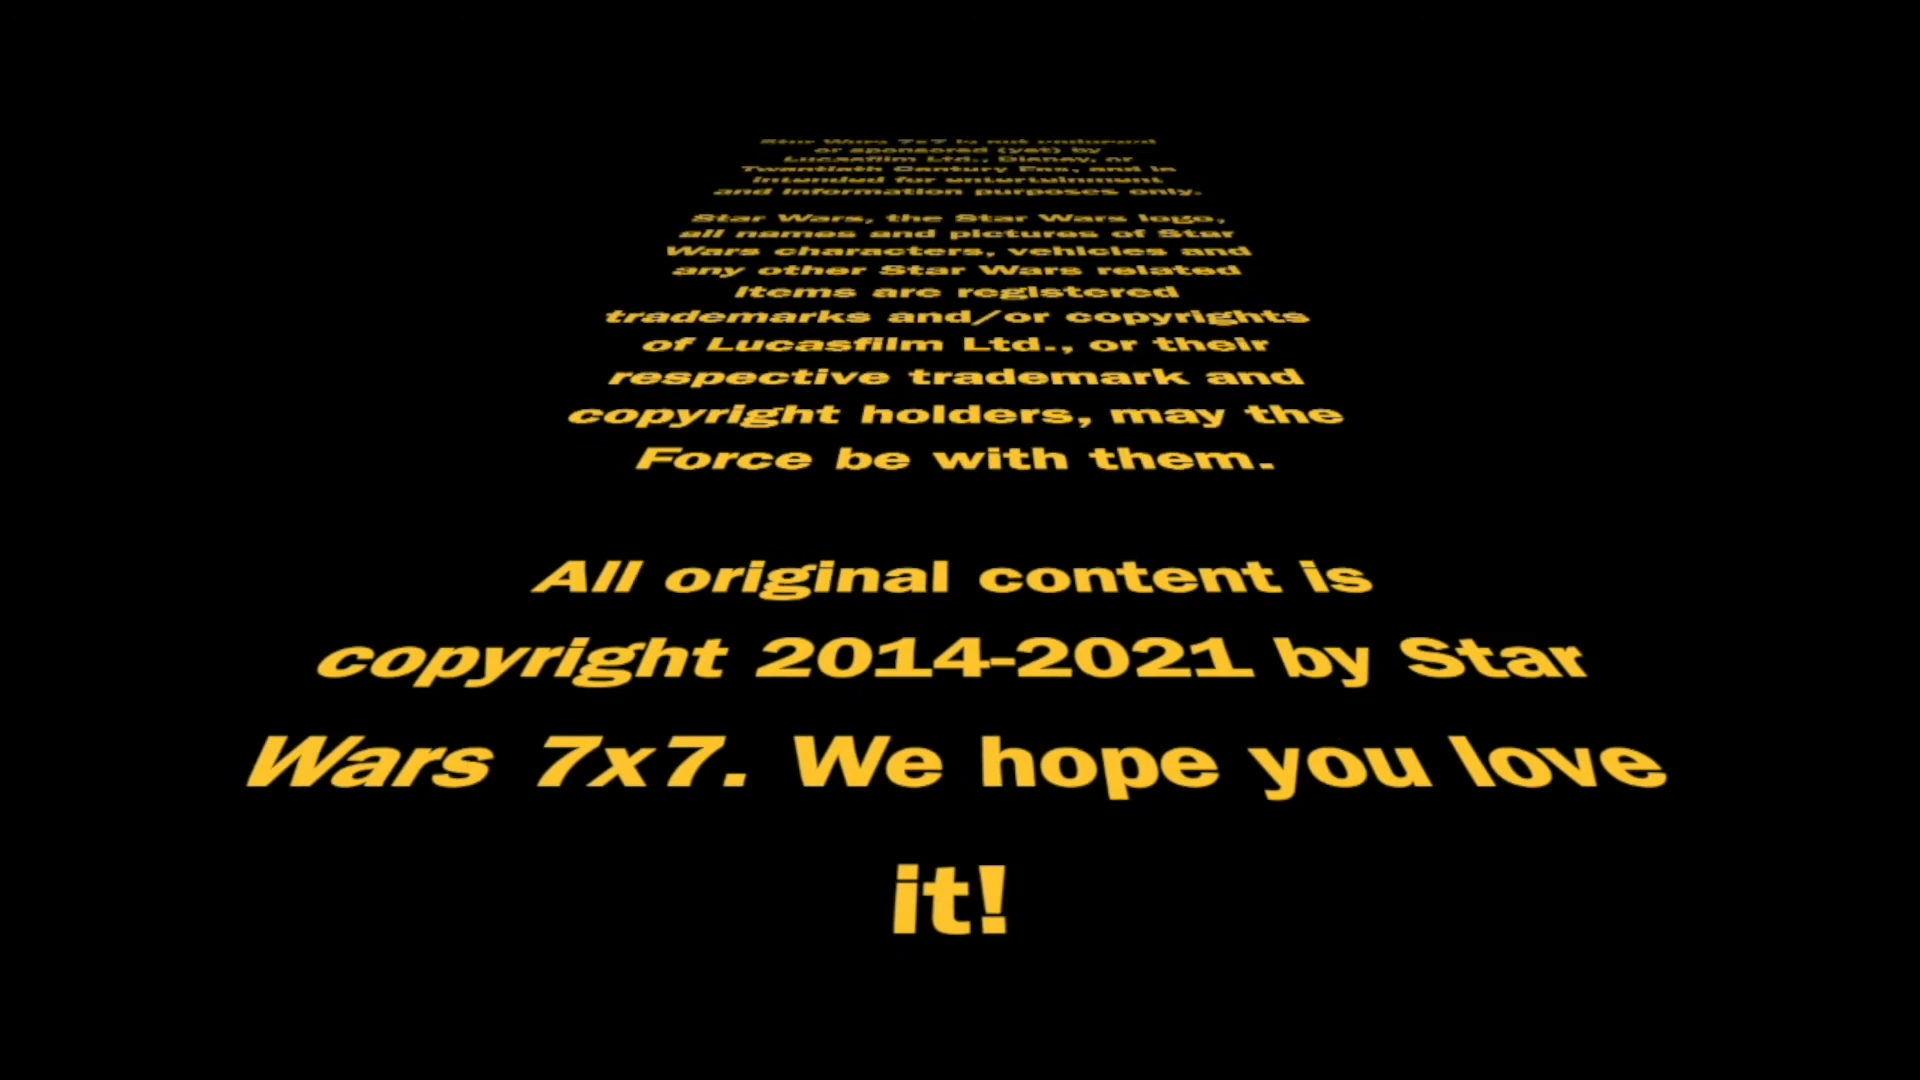 Star Wars 7x7 is not endorsed
or sponsored (yet) by
Lucasfilm Ltd., Disney, or
Twentieth Century Fox, and is
intended for entertainment
and information purposes only.
Star Wars, the Star Wars logo,
all names and pictures of Star
Wars characters, vehicles and
any other Star Wars related
items are registered
trademarks and/or copyrights
of Lucasfilm Ltd., or their
respective trademark and
copyright holders, may the
Force be with them.
All original content is
copyright 2014-2021 by Star
Wars 7x7. We hope you love
it!